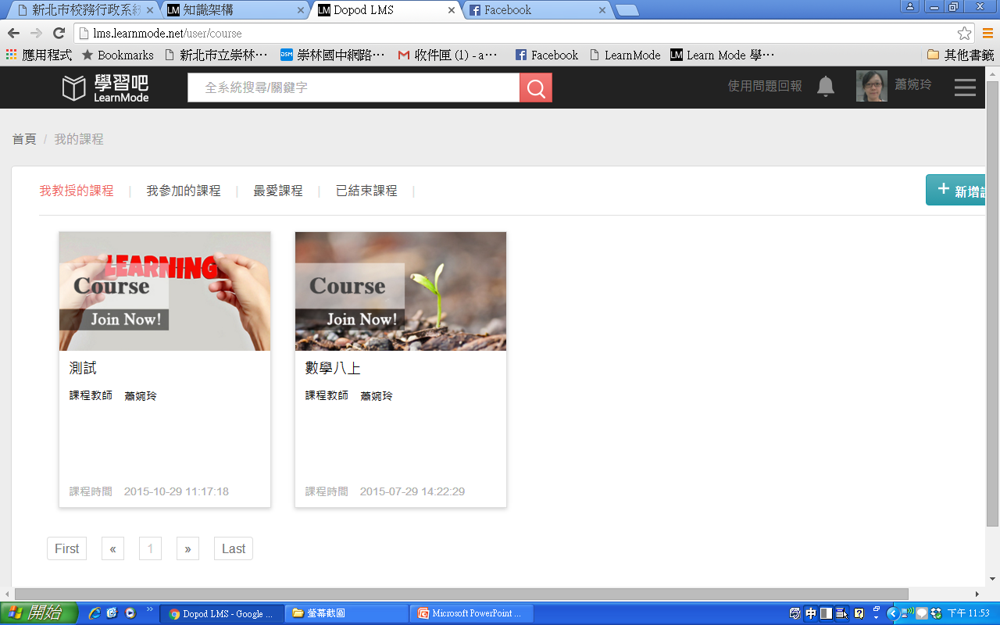 新北市校務行政系統
LM 知識架構
LM Dopod LMS
Facebook
lms.learnmode.net/user/course
應用程式 Bookmarks 新北市立崇林… DSM 崇林國中網路… 收件匣 (1) - a… Facebook LearnMode LM Learn Mode 學… 其他書籤
學習吧
LearnMode
全系統搜尋/關鍵字
使用問題回報
蕭婉玲
首頁 / 我的課程
我教授的課程 | 我參加的課程 | 最愛課程 | 已結束課程 |
+ 新增
LEARNING
Course
Join Now!
測試
課程教師 蕭婉玲
課程時間 2015-10-29 11:17:18
Course
Join Now!
數學八上
課程教師 蕭婉玲
課程時間 2015-07-29 14:22:29
First « 1 » Last
開始
Dopod LMS - Google ...
螢幕截圖
Microsoft PowerPoint ...
中
下午 11:53